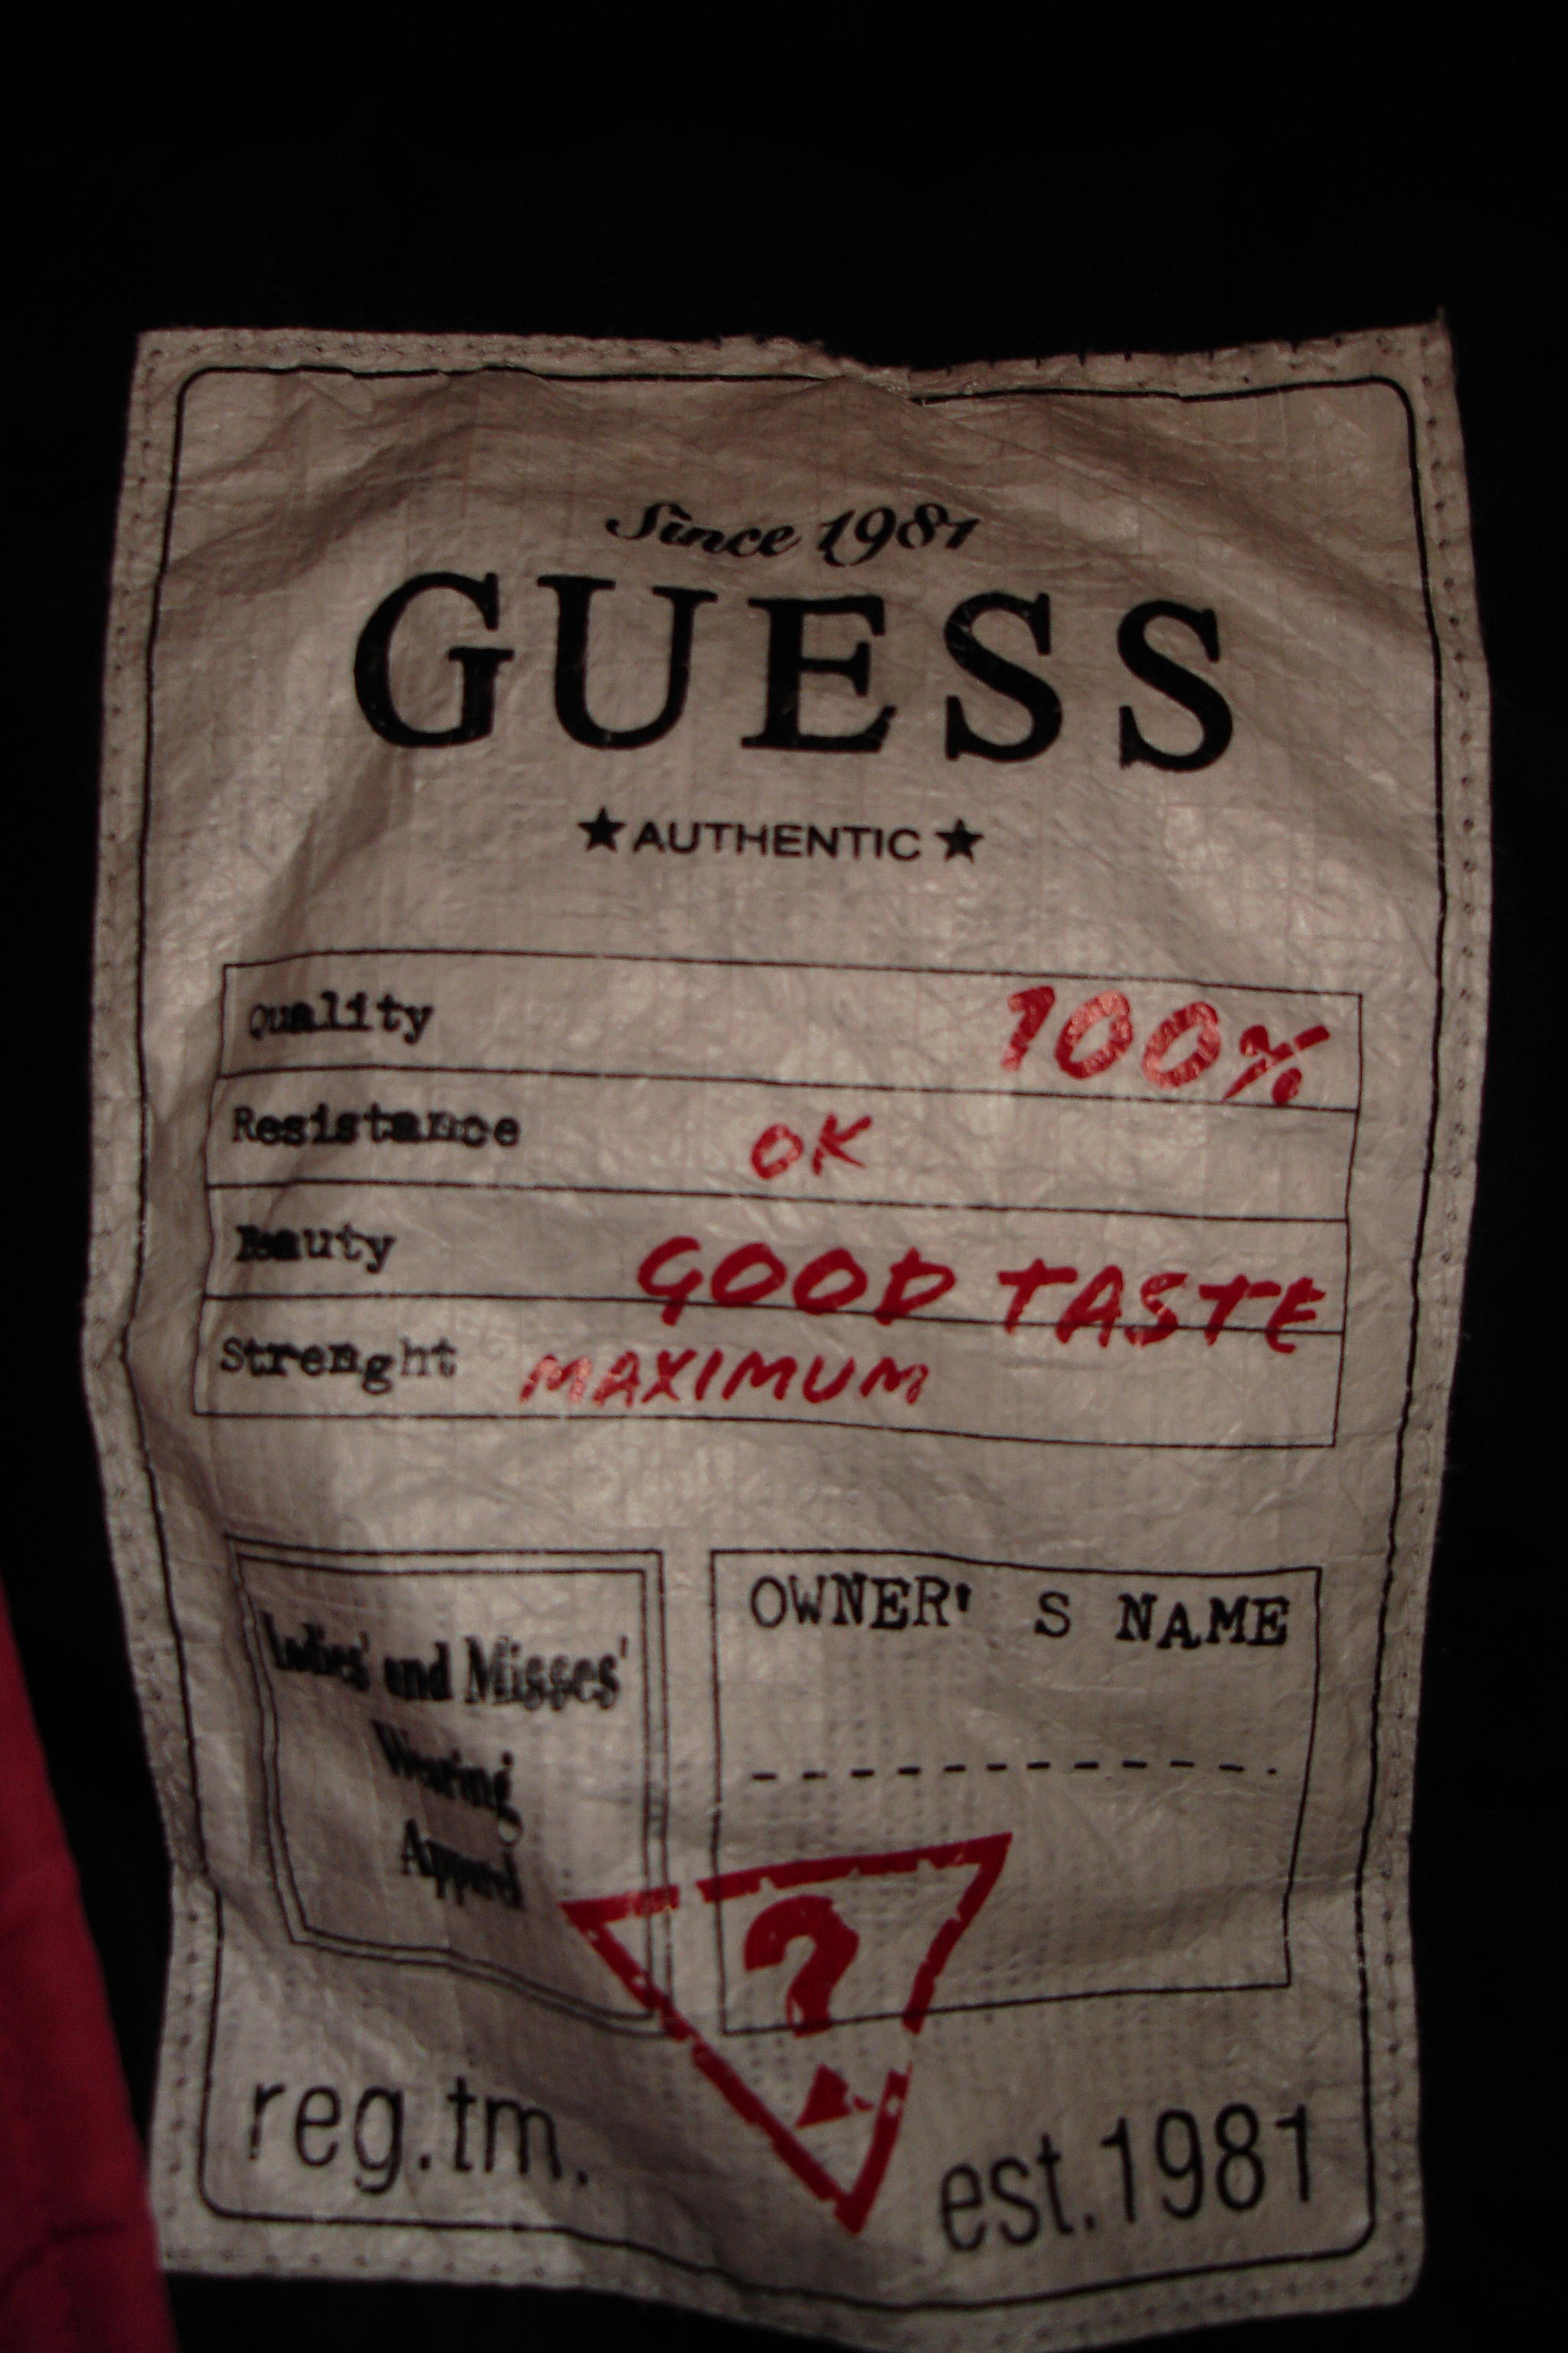 Since 1981
GUESS
★AUTHENTIC★
Quality 100%
Resistance OK
Beauty GOOD TASTE
Strenght MAXIMUM
Ladies' and Misses'
Wearing
Apparel
OWNER' S NAME
?
reg.tm.
est.1981